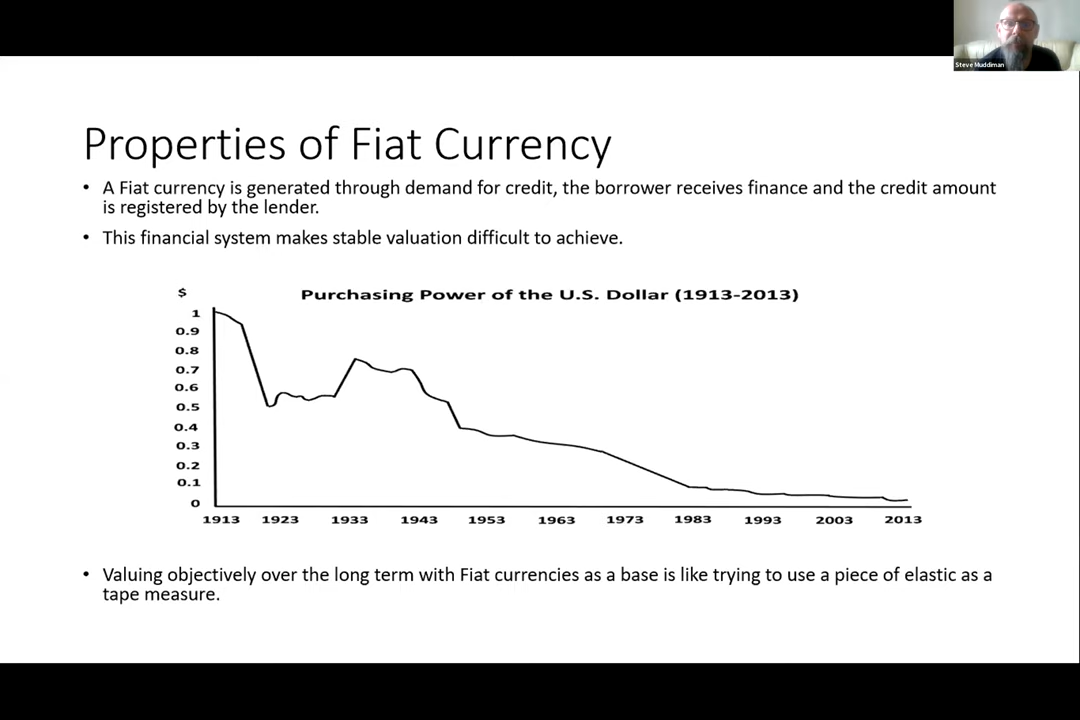 Steve Muddiman
Properties of Fiat Currency
• A Fiat currency is generated through demand for credit, the borrower receives finance and the credit amount
is registered by the lender.
• This financial system makes stable valuation difficult to achieve.
$
Purchasing Power of the U.S. Dollar (1913-2013)
1
0.9
0.8
0.7
0.6
0.5
0.4
0.3
0.2
0.1
0
1913 1923 1933 1943 1953 1963 1973 1983 1993 2003 2013
• Valuing objectively over the long term with Fiat currencies as a base is like trying to use a piece of elastic as a
tape measure.